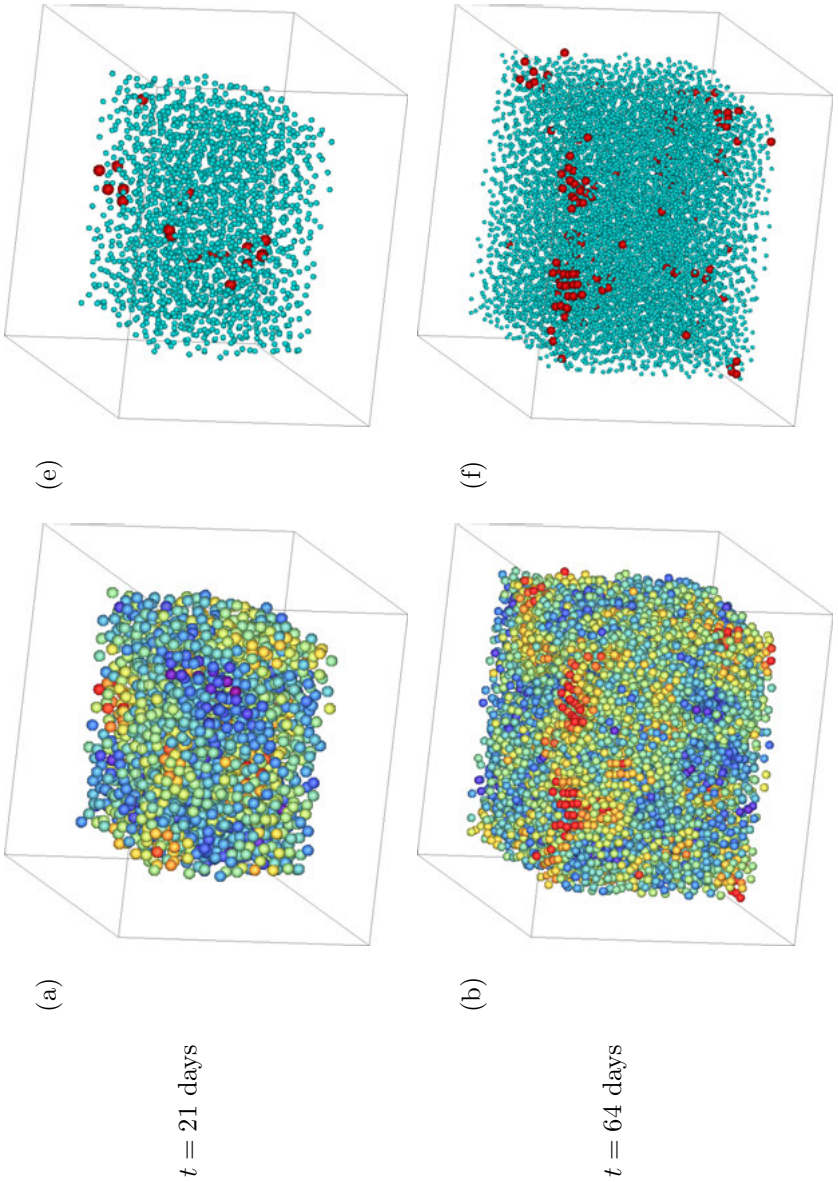 t = 21 days
(a)
(e)
t = 64 days
(b)
(f)